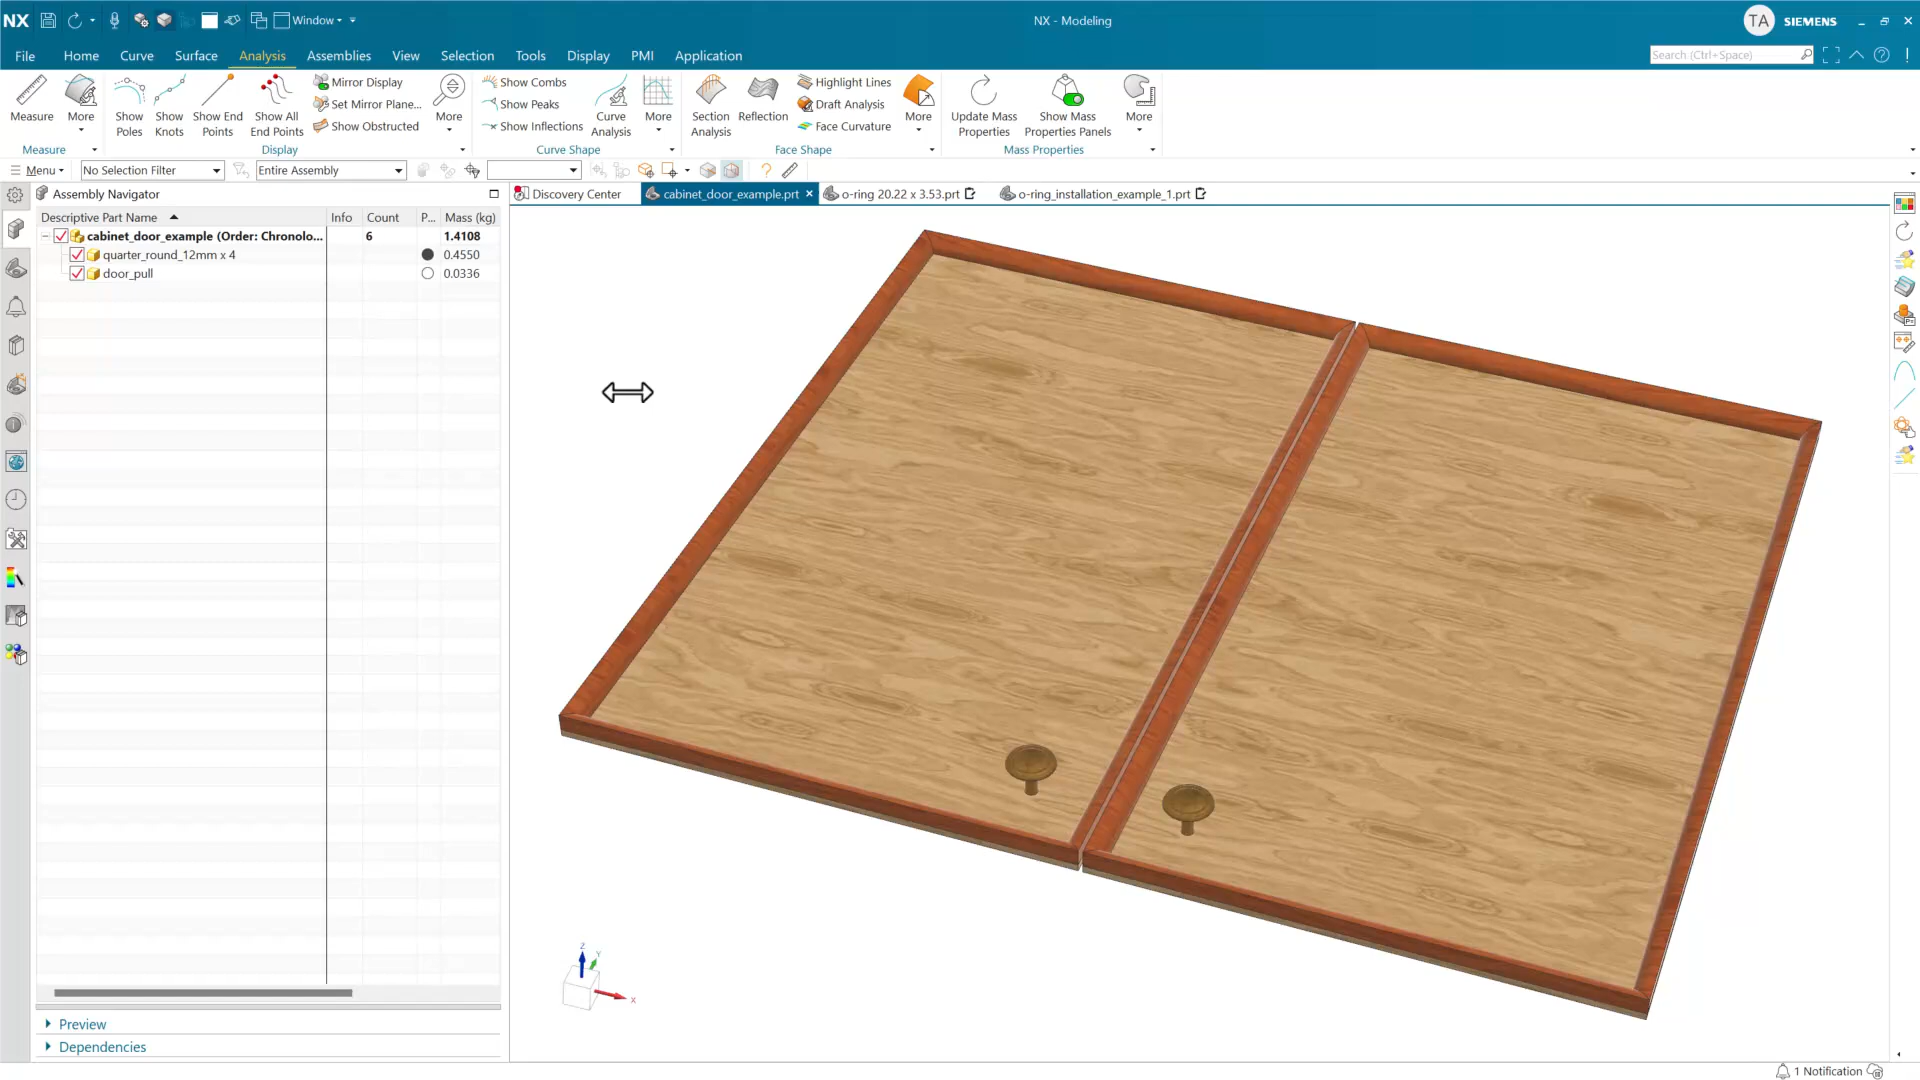 NX
Window
NX - Modeling
TA
SIEMENS
File
Home
Curve
Surface
Analysis
Assemblies
View
Selection
Tools
Display
PMI
Application
Search (Ctrl+Space)
Measure
More
Show
Poles
Show
Knots
Show End
Points
Show All
End Points
Mirror Display
Set Mirror Plane...
Show Obstructed
More
Show Combs
Show Peaks
Show Inflections
Curve
Analysis
More
Section
Analysis
Reflection
Highlight Lines
Draft Analysis
Face Curvature
More
Update Mass
Properties
Show Mass
Properties Panels
More
Measure
Display
Curve Shape
Face Shape
Mass Properties
Menu
No Selection Filter
Entire Assembly
Assembly Navigator
Discovery Center
cabinet_door_example.prt
o-ring 20.22 x 3.53.prt
o-ring_installation_example_1.prt
Descriptive Part Name
Info
Count
P...
Mass (kg)
cabinet_door_example (Order: Chronolo...
6
1.4108
quarter_round_12mm x 4
0.4550
door_pull
0.0336
Z
Y
X
Preview
Dependencies
1 Notification